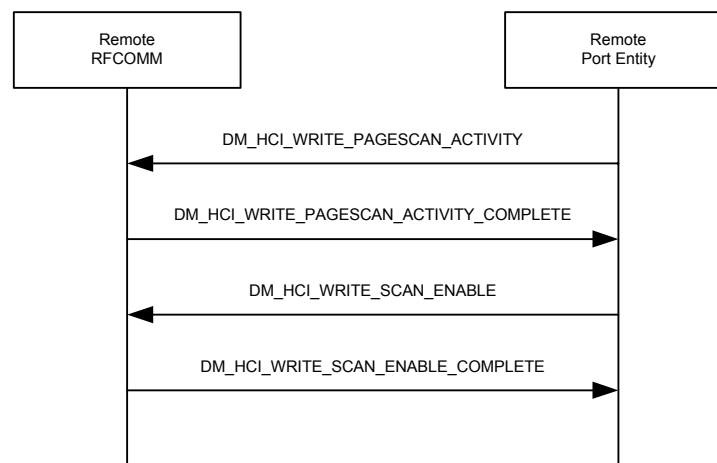 Remote
RFCOMM
Remote
Port Entity
DM_HCI_WRITE_PAGESCAN_ACTIVITY
DM_HCI_WRITE_PAGESCAN_ACTIVITY_COMPLETE
DM_HCI_WRITE_SCAN_ENABLE
DM_HCI_WRITE_SCAN_ENABLE_COMPLETE